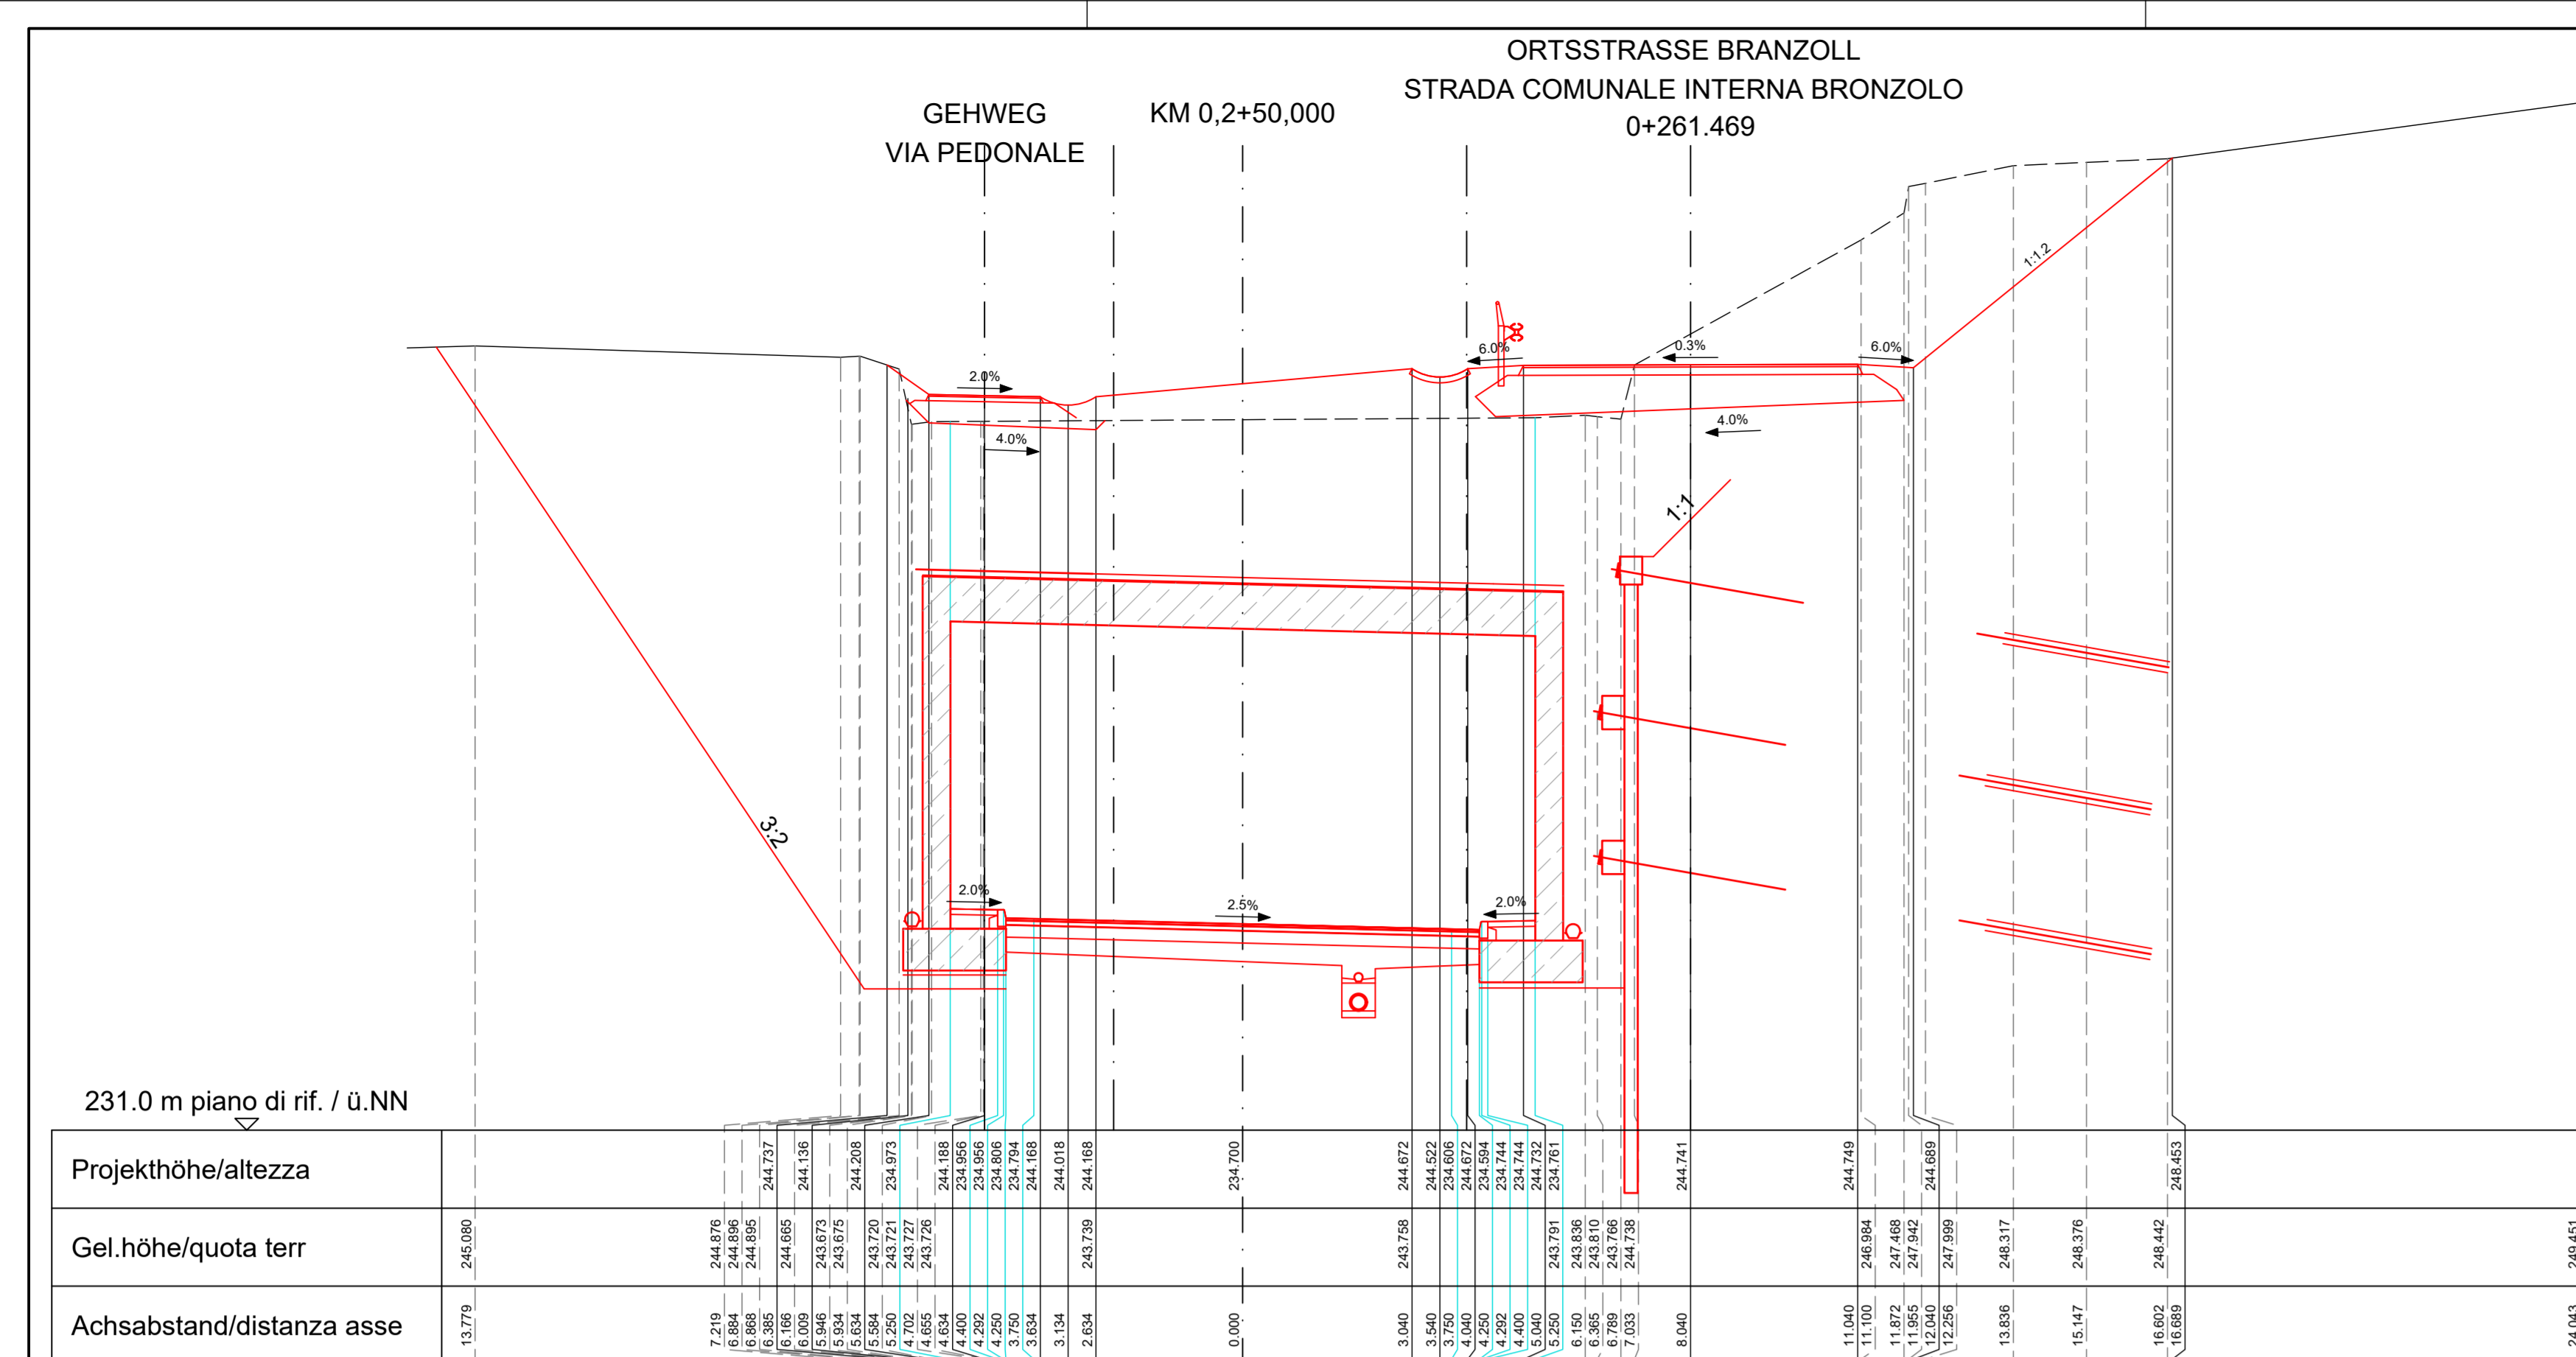 ORTSSTRASSE BRANZOLL
STRADA COMUNALE INTERNA BRONZOLO
0+261.469
GEHWEG
VIA PEDONALE
KM 0,2+50,000
1:1.2
6.0%
0.3%
6.0%
2.0%
4.0%
4.0%
1:1
3:2
2.0%
2.5%
2.0%
231.0 m piano di rif. / ü.NN
Projekthöhe/altezza
244.737 244.136 244.208 234.973 244.188 234.956 234.956 234.806 234.794 244.168 244.018 244.168 234.700 244.672 244.522 234.606 244.672 234.594 234.744 234.744 244.732 234.761 244.741 244.749 244.689 248.453
Gel.höhe/quota terr
245.080 244.876 244.896 244.895 244.665 243.673 243.675 243.720 243.721 243.727 243.726 243.739 243.758 243.791 243.836 243.810 243.766 244.738 246.984 247.468 247.942 247.999 248.317 248.376 248.442 249.451
Achsabstand/distanza asse
13.779 7.219 6.884 6.868 6.385 6.166 6.009 5.946 5.934 5.634 5.584 5.250 4.702 4.655 4.634 4.400 4.292 4.250 3.750 3.634 3.134 2.634 0.000 3.040 3.540 3.750 4.040 4.250 4.292 4.400 5.040 5.250 6.150 6.365 6.789 7.033 8.040 11.040 11.100 11.872 11.955 12.040 12.256 13.836 15.147 16.602 16.689 24.043